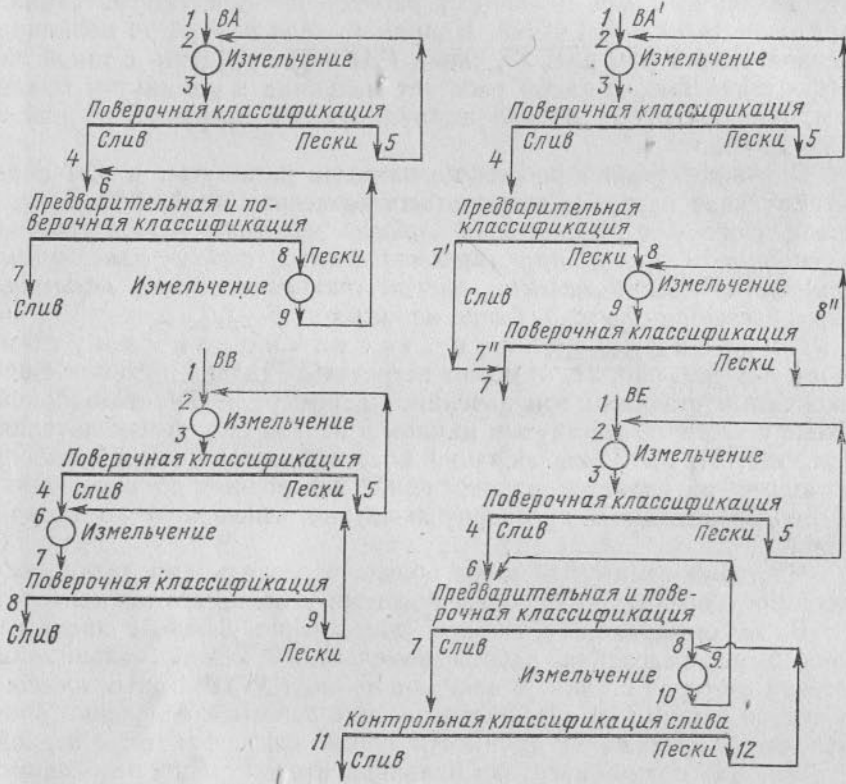 1 ВА
2
Измельчение
3
Поверочная классификация
Слив
Пески
5
4
6
Предварительная и по-
верочная классификация
8
Пески
7
Измельчение
Слив
9
1 ВА'
2
Измельчение
3
Поверочная классификация
Слив
Пески
5
4
Предварительная
классификация
7'
Пески
8
Измельчение
Слив
9
8"
Поверочная классификация
7"
Пески
7
1 ВВ
2
Измельчение
3
Поверочная классификация
4
Слив
Пески
5
6
Измельчение
7
Поверочная классификация
8
9
Слив
Пески
1 ВЕ
2
Измельчение
3
Поверочная классификация
4
Слив
Пески
5
6
Предварительная и пове-
рочная классификация
7
Слив
8
9
Измельчение
10
Контрольная классификация слива
11
Слив
Пески
12